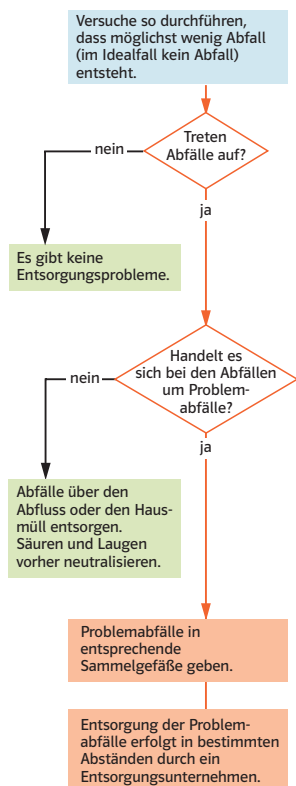 Versuche so durchführen,
dass möglichst wenig Abfall
(im Idealfall kein Abfall)
entsteht.
Treten
Abfälle auf?
nein
ja
Es gibt keine
Entsorgungsprobleme.
Handelt es
sich bei den Abfällen
um Problem-
abfälle?
nein
ja
Abfälle über den
Abfluss oder den Haus-
müll entsorgen.
Säuren und Laugen
vorher neutralisieren.
Problemabfälle in
entsprechende
Sammelgefäße geben.
Entsorgung der Problem-
abfälle erfolgt in bestimmten
Abständen durch ein
Entsorgungsunternehmen.